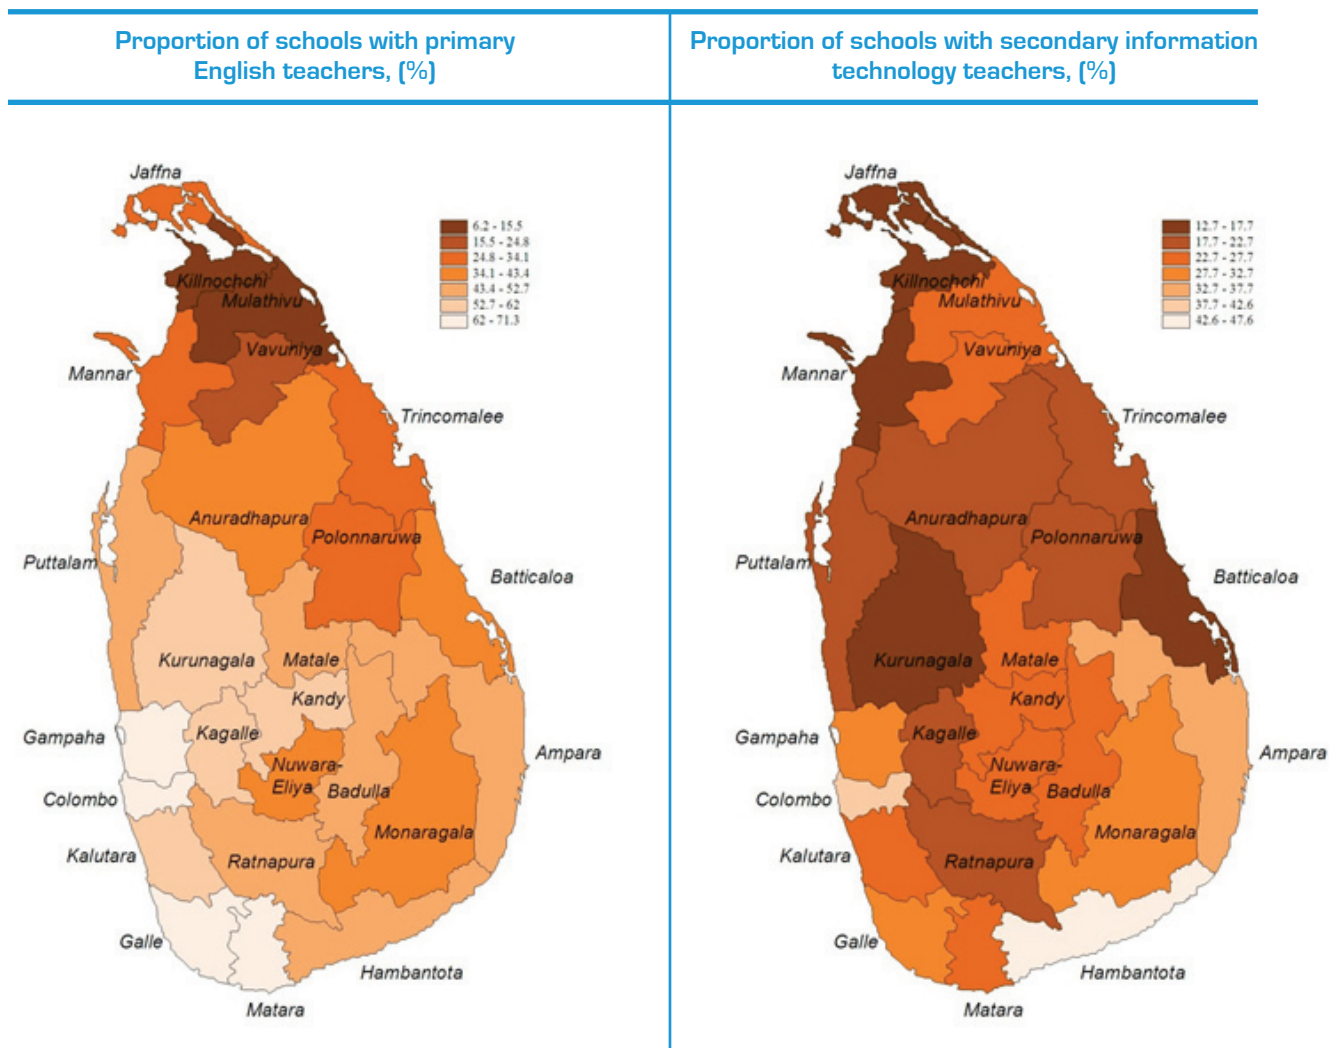 Proportion of schools with primary
English teachers, (%)
Proportion of schools with secondary information
technology teachers, (%)
Jaffna
6.2 - 15.5
15.5 - 24.8
24.8 - 34.1
34.1 - 43.4
43.4 - 52.7
52.7 - 62
62 - 71.3
Killnochchi
Mulathivu
Vavuniya
Mannar
Trincomalee
Anuradhapura
Polonnaruwa
Puttalam
Batticaloa
Kurunagala
Matale
Kandy
Gampaha
Kagalle
Ampara
Nuwara-
Eliya
Badulla
Colombo
Monaragala
Kalutara
Ratnapura
Galle
Hambantota
Matara
Jaffna
12.7 - 17.7
17.7 - 22.7
22.7 - 27.7
27.7 - 32.7
32.7 - 37.7
37.7 - 42.6
42.6 - 47.6
Killnochchi
Mulathivu
Vavuniya
Mannar
Trincomalee
Anuradhapura
Polonnaruwa
Puttalam
Batticaloa
Kurunagala
Matale
Kandy
Gampaha
Kagalle
Ampara
Nuwara-
Eliya
Badulla
Colombo
Monaragala
Kalutara
Ratnapura
Galle
Hambantota
Matara